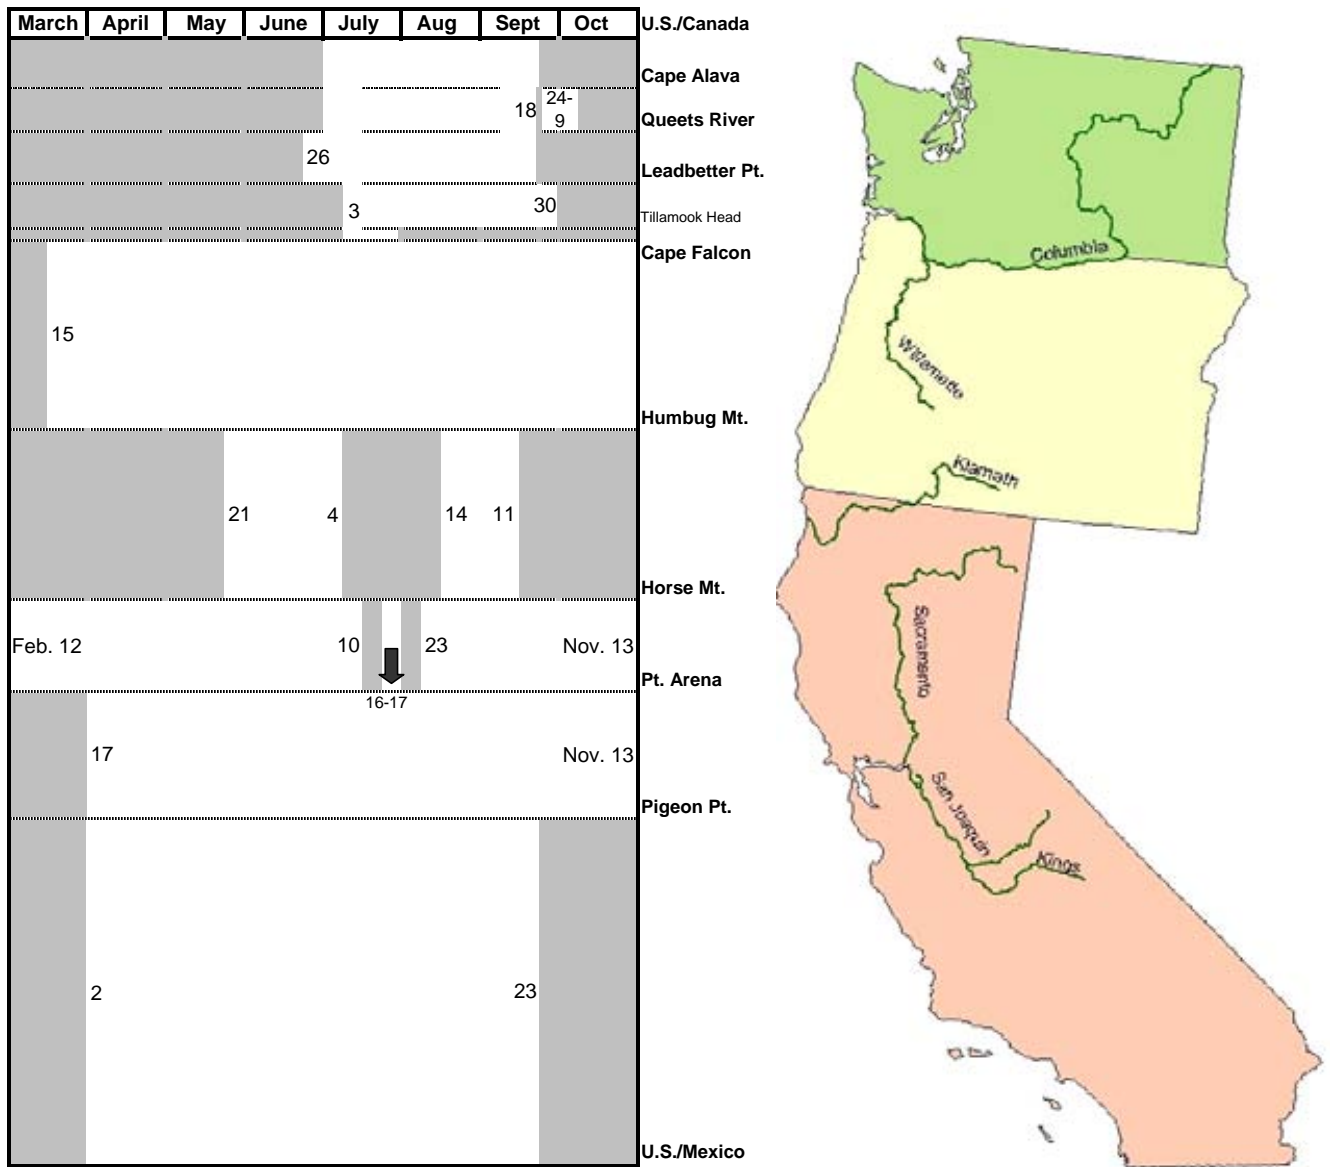 March April May June July Aug Sept Oct
U.S./Canada
Cape Alava
18 24-
9
Queets River
26
Leadbetter Pt.
3 30
Tillamook Head
Cape Falcon
15
Humbug Mt.
21 4 14 11
Horse Mt.
Feb. 12 10 23 Nov. 13
Pt. Arena
16-17
17 Nov. 13
Pigeon Pt.
2 23
U.S./Mexico
Columbia
Willamette
Klamath
Sacramento
San Joaquin
Kings